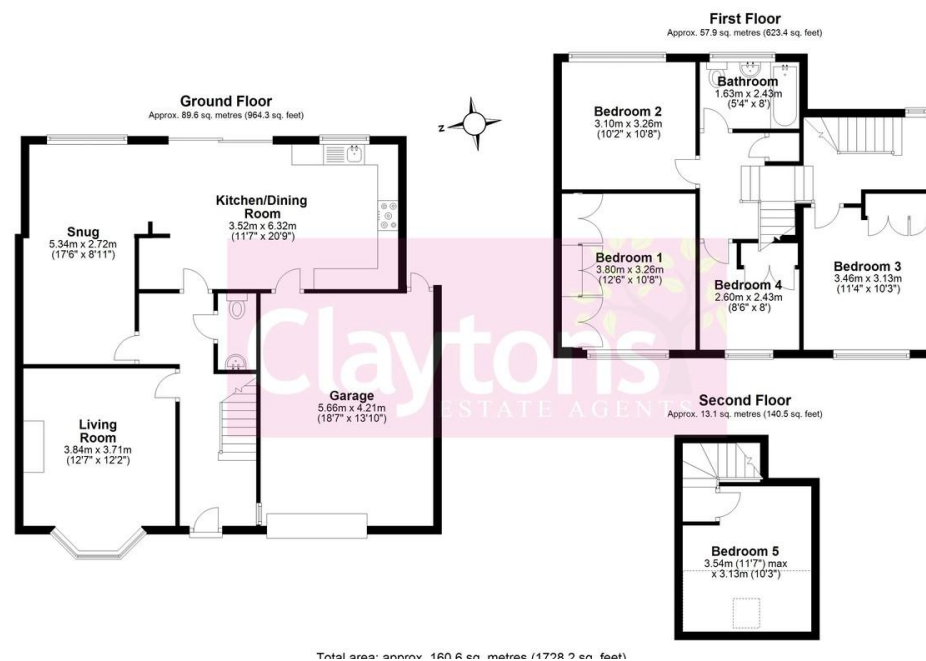 First Floor
Approx. 57.9 sq. metres (623.4 sq. feet)
Ground Floor
Approx. 89.6 sq. metres (964.3 sq. feet)
z
Bathroom
1.63m x 2.43m
(5'4" x 8')
Bedroom 2
3.10m x 3.26m
(10'2" x 10'8")
Kitchen/Dining
Room
3.52m x 6.32m
(11'7" x 20'9")
Snug
5.34m x 2.72m
(17'6" x 8'11")
Bedroom 1
3.80m x 3.26m
(12'6" x 10'8")
Bedroom 4
2.60m x 2.43m
(8'6" x 8')
Bedroom 3
3.46m x 3.13m
(11'4" x 10'3")
Claytons
ESTATE AGENTS
Garage
5.66m x 4.21m
(18'7" x 13'10")
Living
Room
3.84m x 3.71m
(12'7" x 12'2")
Second Floor
Approx. 13.1 sq. metres (140.5 sq. feet)
Bedroom 5
3.54m (11'7") max
x 3.13m (10'3")
Total area: approx. 160.6 sq. metres (1728.2 sq. feet)